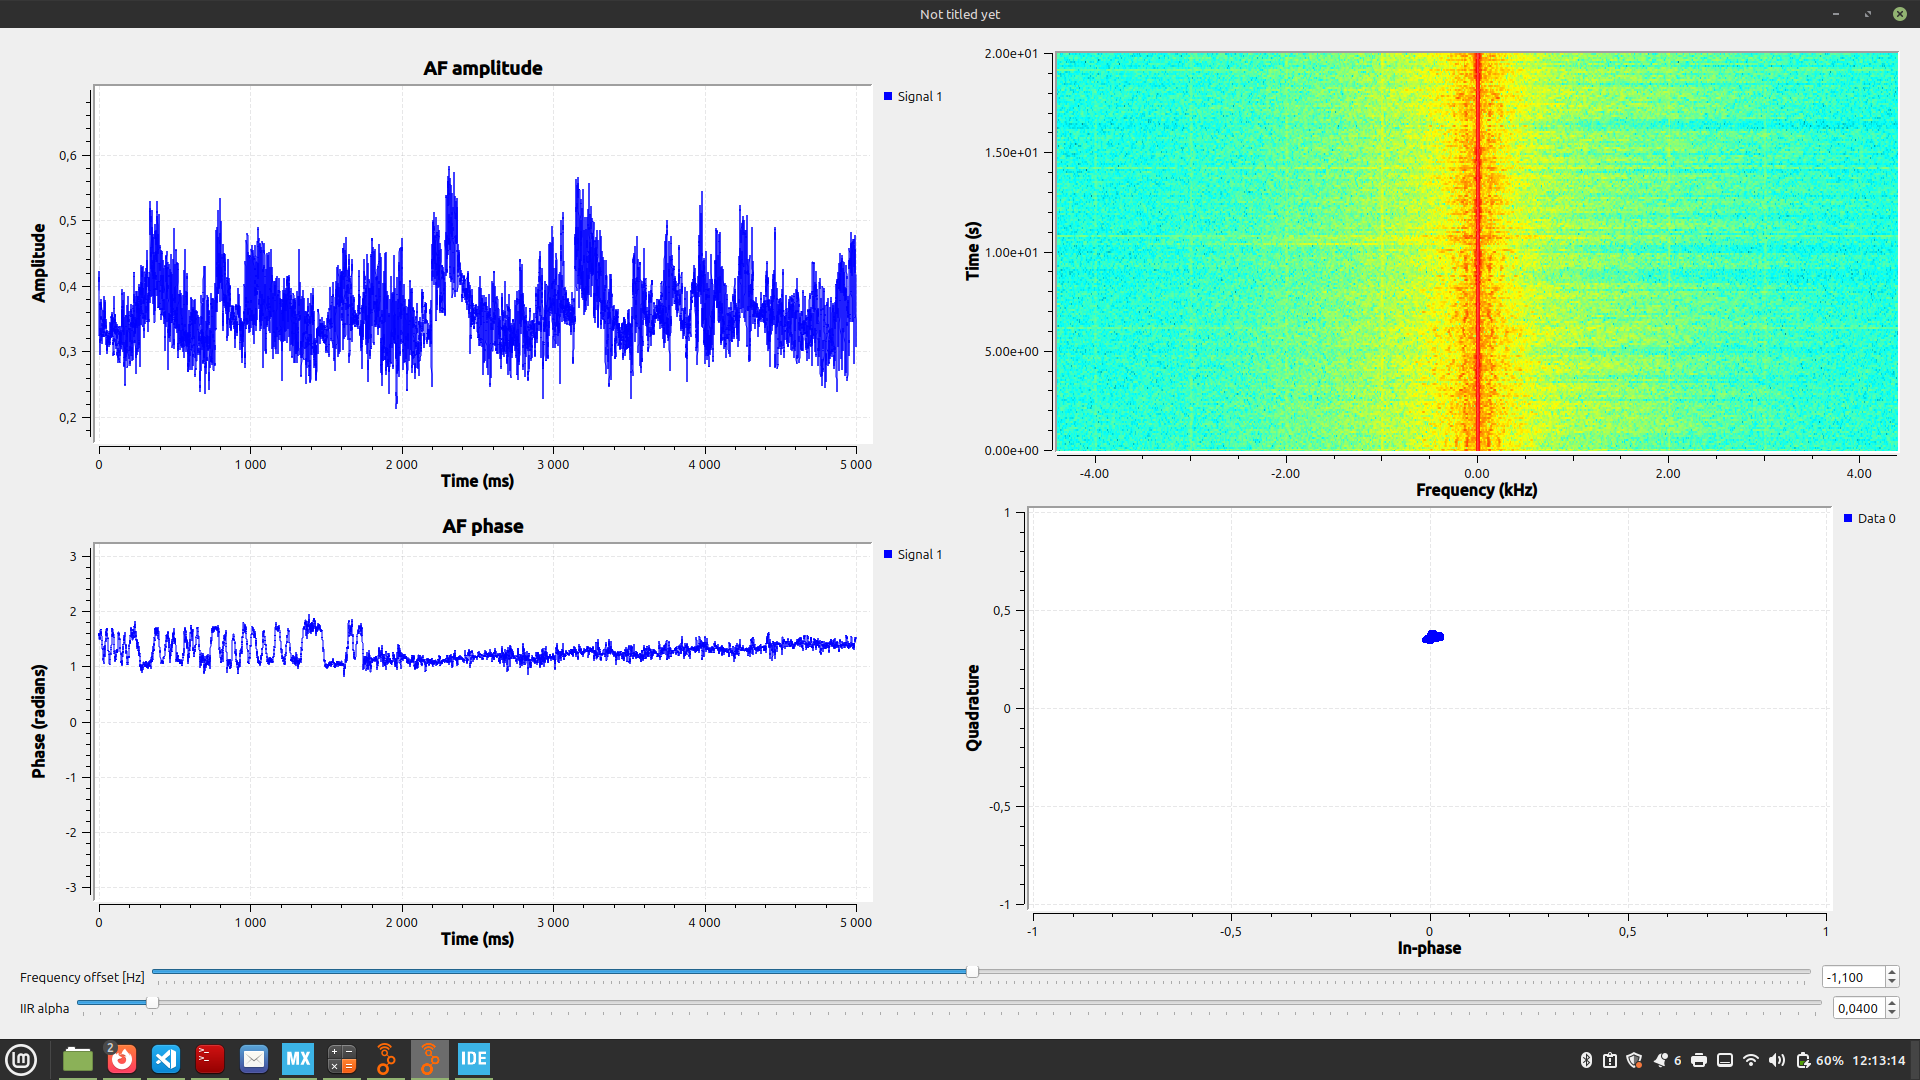 Not titled yet
AF amplitude
Signal 1
Amplitude
0,6
0,5
0,4
0,3
0,2
0
1 000
2 000
3 000
4 000
5 000
Time (ms)
2.00e+01
1.50e+01
1.00e+01
5.00e+00
0.00e+00
Time (s)
-4.00
-2.00
0.00
2.00
4.00
Frequency (kHz)
AF phase
Signal 1
Phase (radians)
3
2
1
0
-1
-2
-3
0
1 000
2 000
3 000
4 000
5 000
Time (ms)
Data 0
Quadrature
1
0,5
0
-0,5
-1
-1
-0,5
0
0,5
1
In-phase
Frequency offset [Hz]
-1,100
IIR alpha
0,0400
2
MX
IDE
6
60%
12:13:14